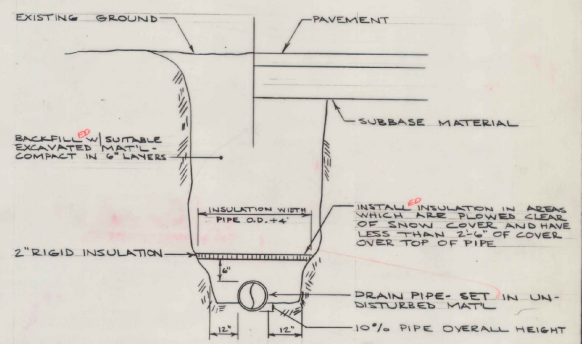 EXISTING GROUND
PAVEMENT
SUBBASE MATERIAL
BACKFILLED W/ SUITABLE
EXCAVATED MAT'L -
COMPACT IN 6" LAYERS
INSULATION WIDTH
PIPE O.D. + 4'
INSTALLED INSULATION IN AREAS
WHICH ARE PLOWED CLEAR
OF SNOW COVER AND HAVE
LESS THAN 2'-6" OF COVER
OVER TOP OF PIPE
2" RIGID INSULATION
6"
DRAIN PIPE - SET IN UN-
DISTURBED MAT'L
12"
12"
10% PIPE OVERALL HEIGHT